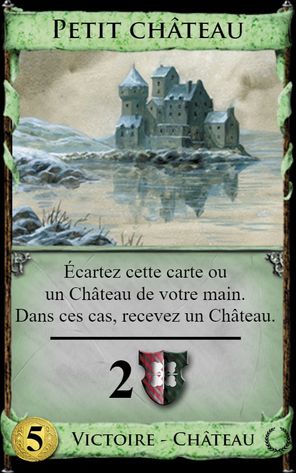 PETIT CHÂTEAU
Écartez cette carte ou
un Château de votre main.
Dans ces cas, recevez un Château.
2
5 VICTOIRE - CHÂTEAU